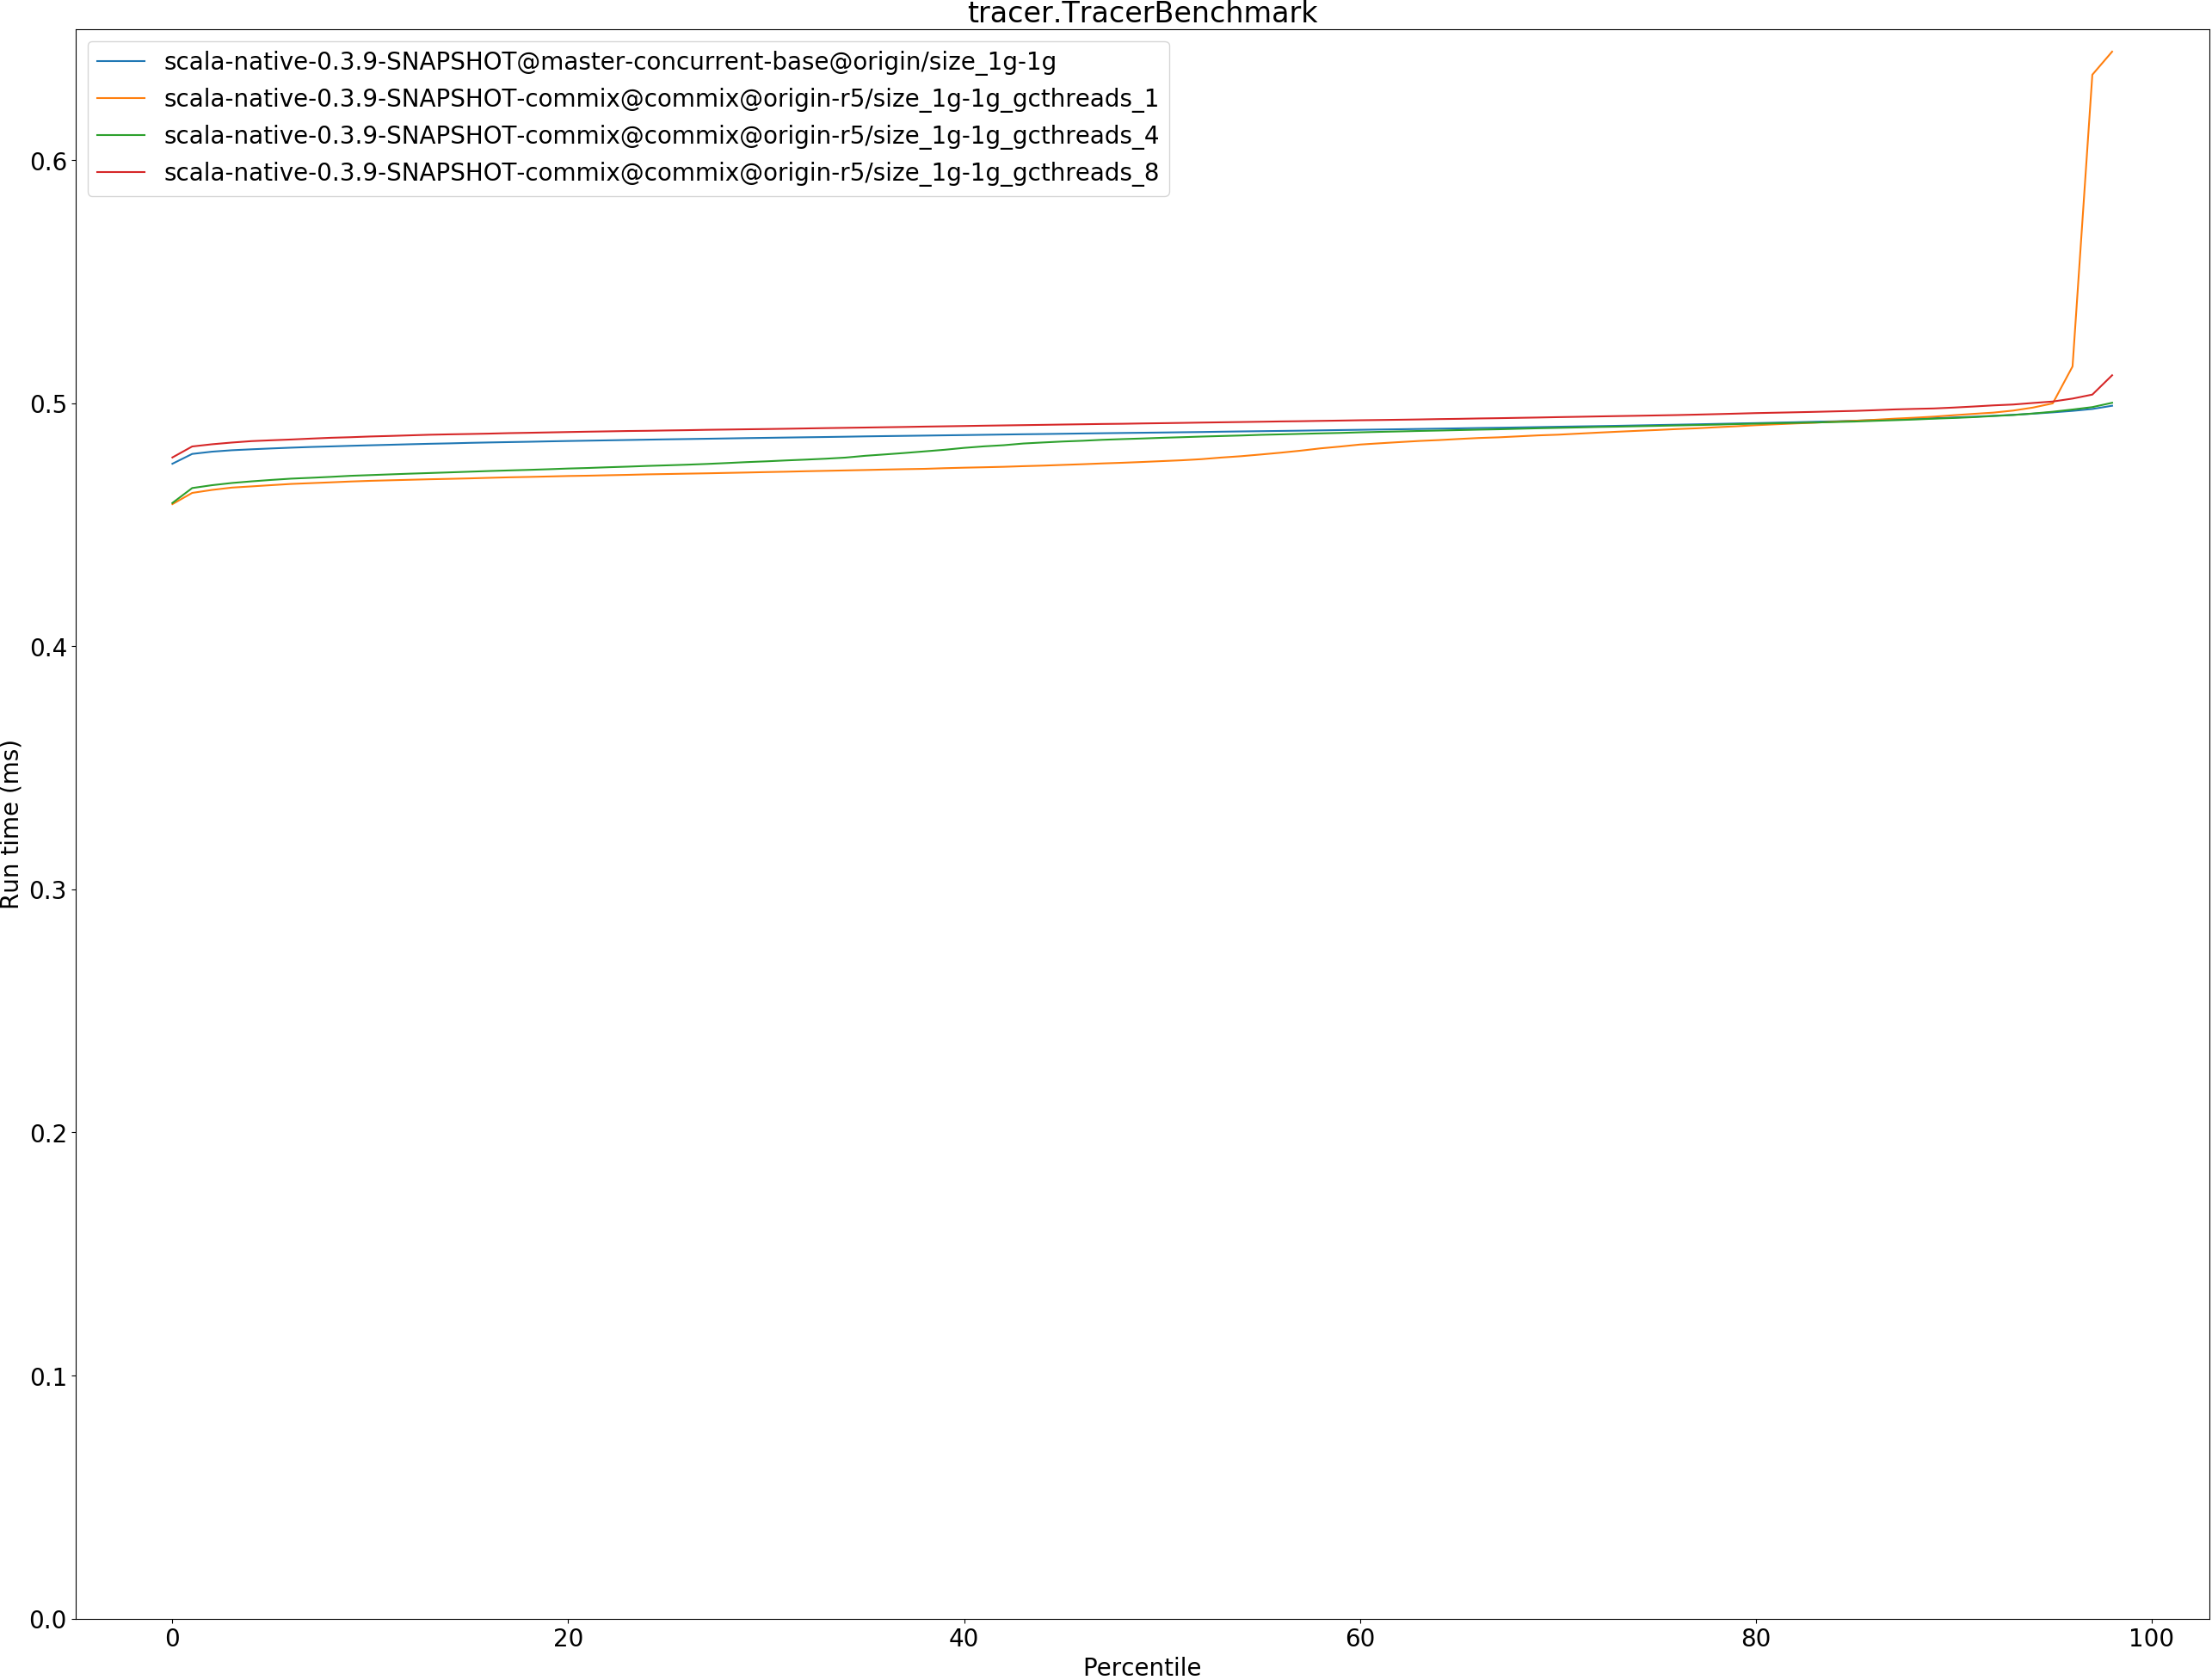 tracer.TracerBenchmark
scala-native-0.3.9-SNAPSHOT@master-concurrent-base@origin/size_1g-1g
scala-native-0.3.9-SNAPSHOT-commix@commix@origin-r5/size_1g-1g_gcthreads_1
scala-native-0.3.9-SNAPSHOT-commix@commix@origin-r5/size_1g-1g_gcthreads_4
scala-native-0.3.9-SNAPSHOT-commix@commix@origin-r5/size_1g-1g_gcthreads_8
0.6
0.5
0.4
0.3
0.2
0.1
0.0
Run time (ms)
0 20 40 60 80 100
Percentile